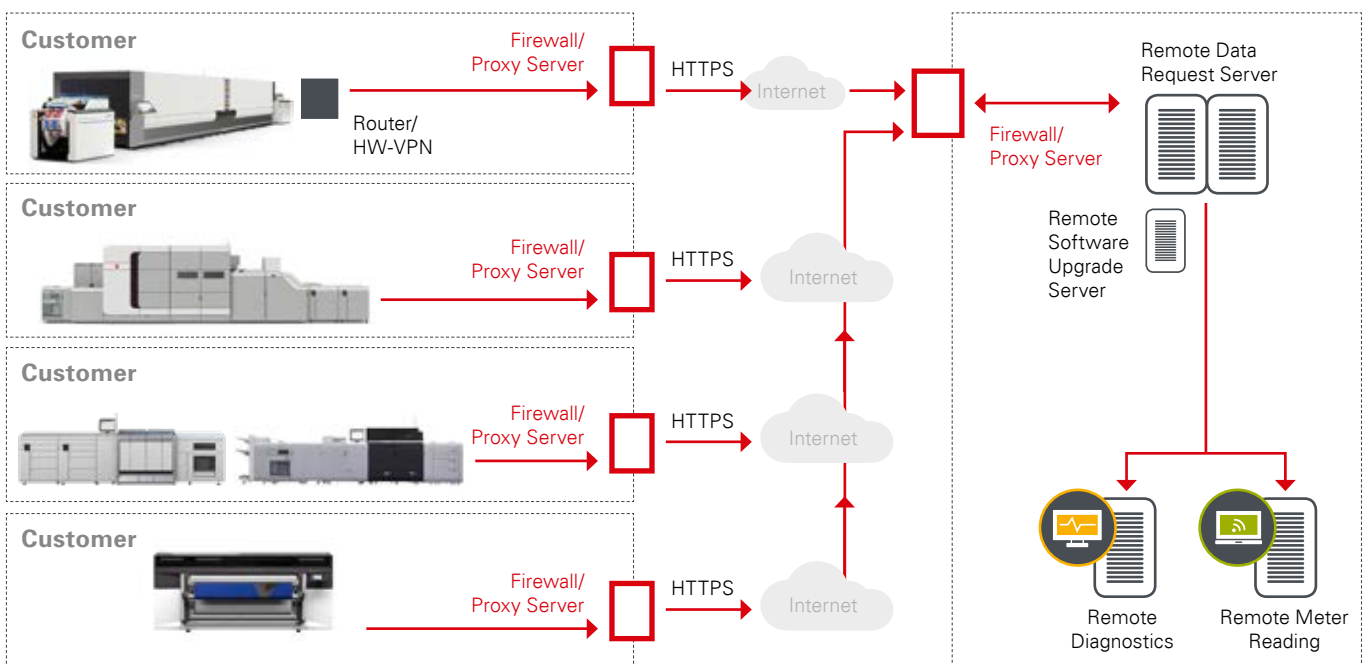 Customer
Firewall/
Proxy Server
Router/
HW-VPN
HTTPS
Internet
Firewall/
Proxy Server
Remote Data
Request Server
Remote
Software
Upgrade
Server
Customer
Firewall/
Proxy Server
HTTPS
Internet
Customer
Firewall/
Proxy Server
HTTPS
Internet
Customer
Firewall/
Proxy Server
HTTPS
Internet
Remote
Diagnostics
Remote Meter
Reading